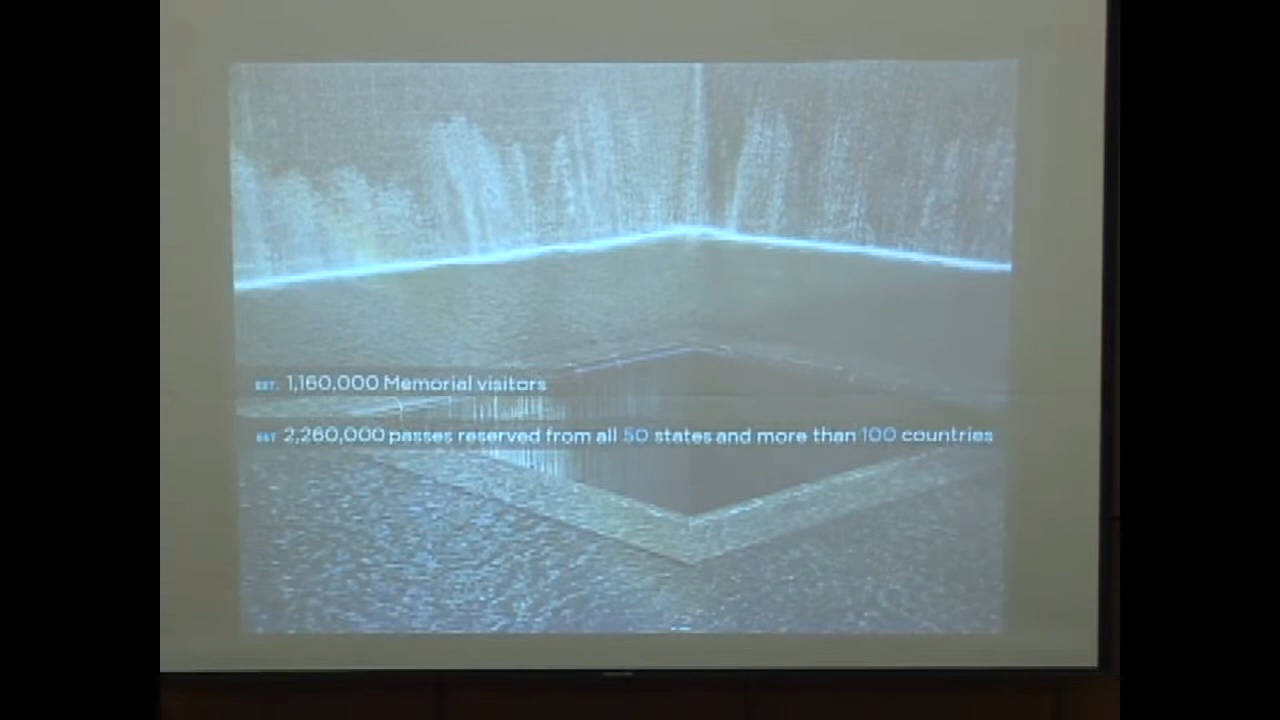 EST. 1,160,000 Memorial visitors
EST 2,260,000 passes reserved from all 50 states and more than 100 countries